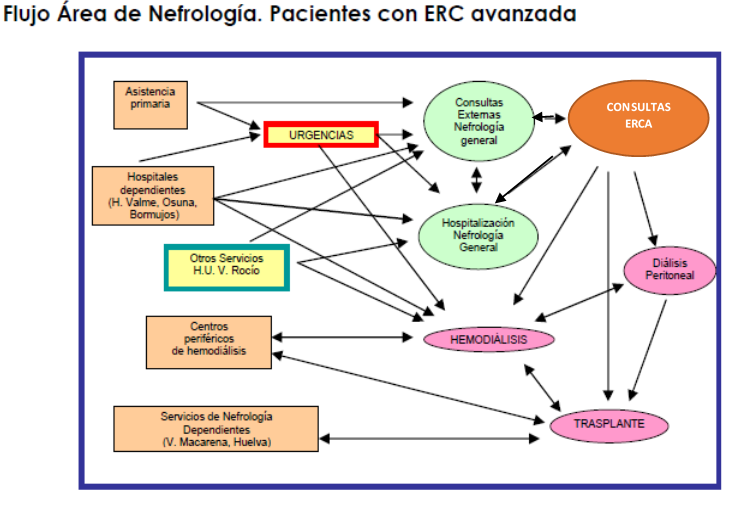 Flujo Área de Nefrología. Pacientes con ERC avanzada
Asistencia
primaria
URGENCIAS
Consultas
Externas
Nefrología
general
CONSULTAS
ERCA
Hospitales
dependientes
(H. Valme, Osuna,
Bormujos)
Hospitalización
Nefrología
General
Otros Servicios
H.U. V. Rocío
Diálisis
Peritoneal
Centros
periféricos
de hemodiálisis
HEMODIÁLISIS
Servicios de Nefrología
Dependientes
(V. Macarena, Huelva)
TRASPLANTE